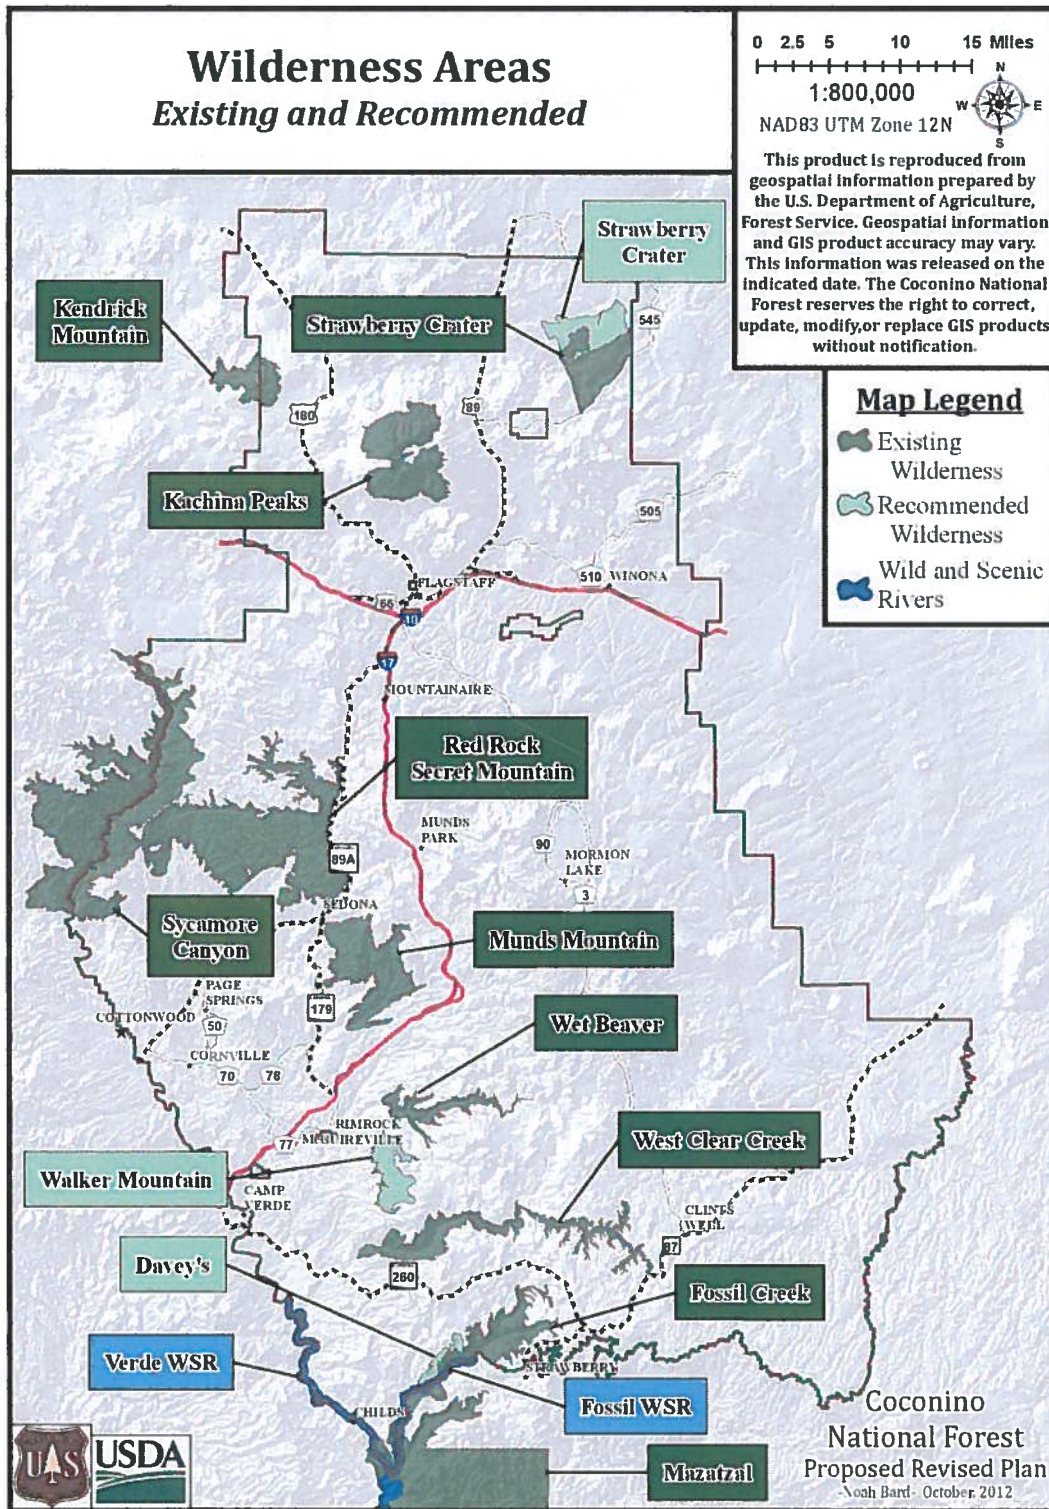 Wilderness Areas
Existing and Recommended
0 2.5 5 10 15 Miles
1:800,000
NAD83 UTM Zone 12N
N
W E
S
This product is reproduced from
geospatial information prepared by
the U.S. Department of Agriculture,
Forest Service. Geospatial information
and GIS product accuracy may vary.
This information was released on the
indicated date. The Coconino National
Forest reserves the right to correct,
update, modify,or replace GIS products
without notification.
Map Legend
Existing
Wilderness
Recommended
Wilderness
Wild and Scenic
Rivers
Strawberry
Crater
Kendrick
Mountain
Strawberry Crater
545
180
89
Kachina Peaks
505
510
WINONA
FLAGSTAFF
66
17
MOUNTAINAIRE
Red Rock
Secret Mountain
MUNDS
PARK
90
MORMON
LAKE
3
89A
SEDONA
Sycamore
Canyon
Munds Mountain
PAGE
SPRINGS
179
COTTONWOOD
50
Wet Beaver
CORNVILLE
70
78
RIMROCK
77
MCGUIREVILLE
West Clear Creek
Walker Mountain
CAMP
VERDE
CLINTS
WELL
87
Davey's
260
Fossil Creek
Verde WSR
STRAWBERRY
Fossil WSR
CHILDS
Mazatzal
Coconino
National Forest
Proposed Revised Plan
-Noah Bard- October 2012
UAS
USDA